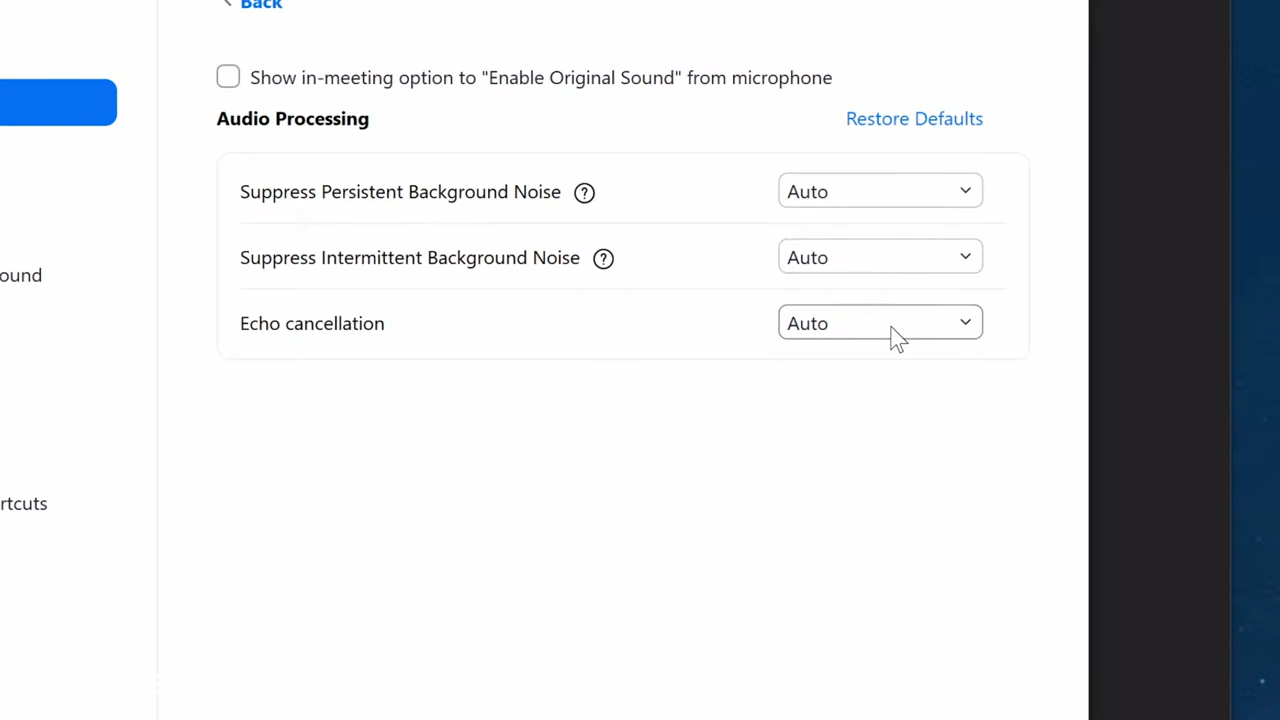 Back
Show in-meeting option to "Enable Original Sound" from microphone
Audio Processing
Restore Defaults
Suppress Persistent Background Noise ?
Auto
Suppress Intermittent Background Noise ?
Auto
ound
Echo cancellation
Auto
rtcuts